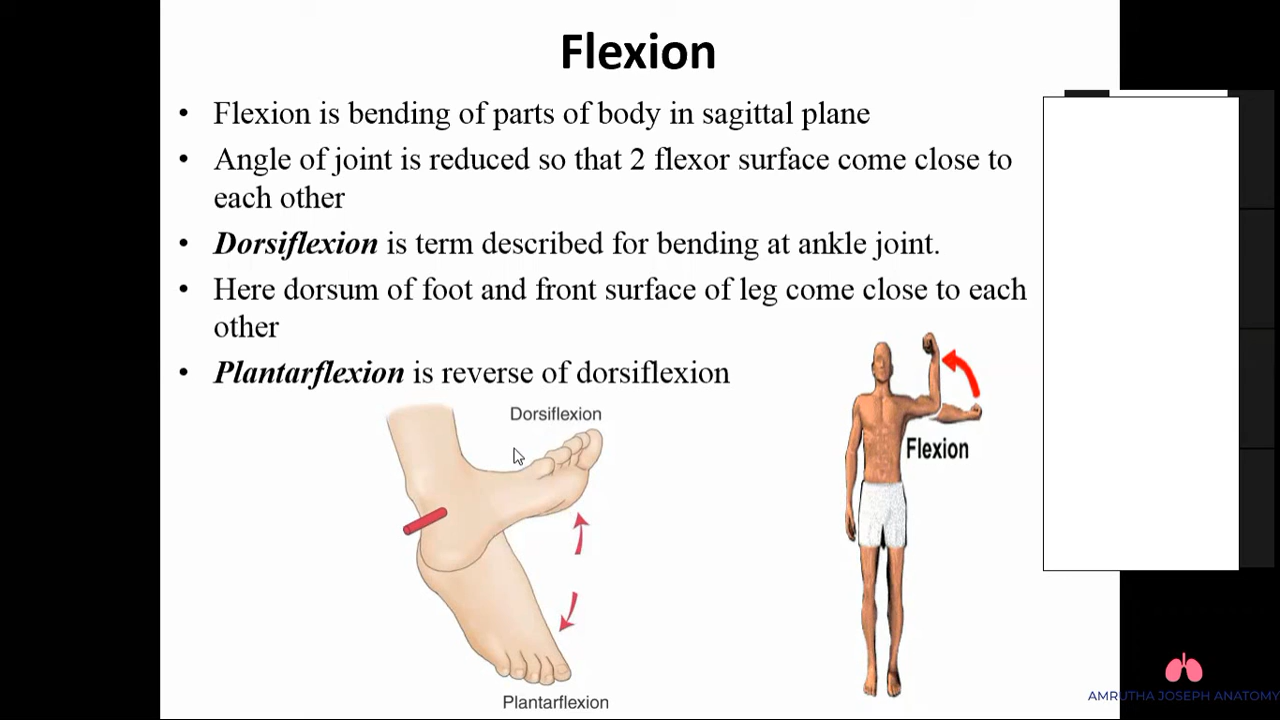 Flexion
• Flexion is bending of parts of body in sagittal plane
• Angle of joint is reduced so that 2 flexor surface come close to
each other
• Dorsiflexion is term described for bending at ankle joint.
• Here dorsum of foot and front surface of leg come close to each
other
• Plantarflexion is reverse of dorsiflexion
Dorsiflexion
Flexion
Plantarflexion
AMRUTHA JOSEPH ANATOMY